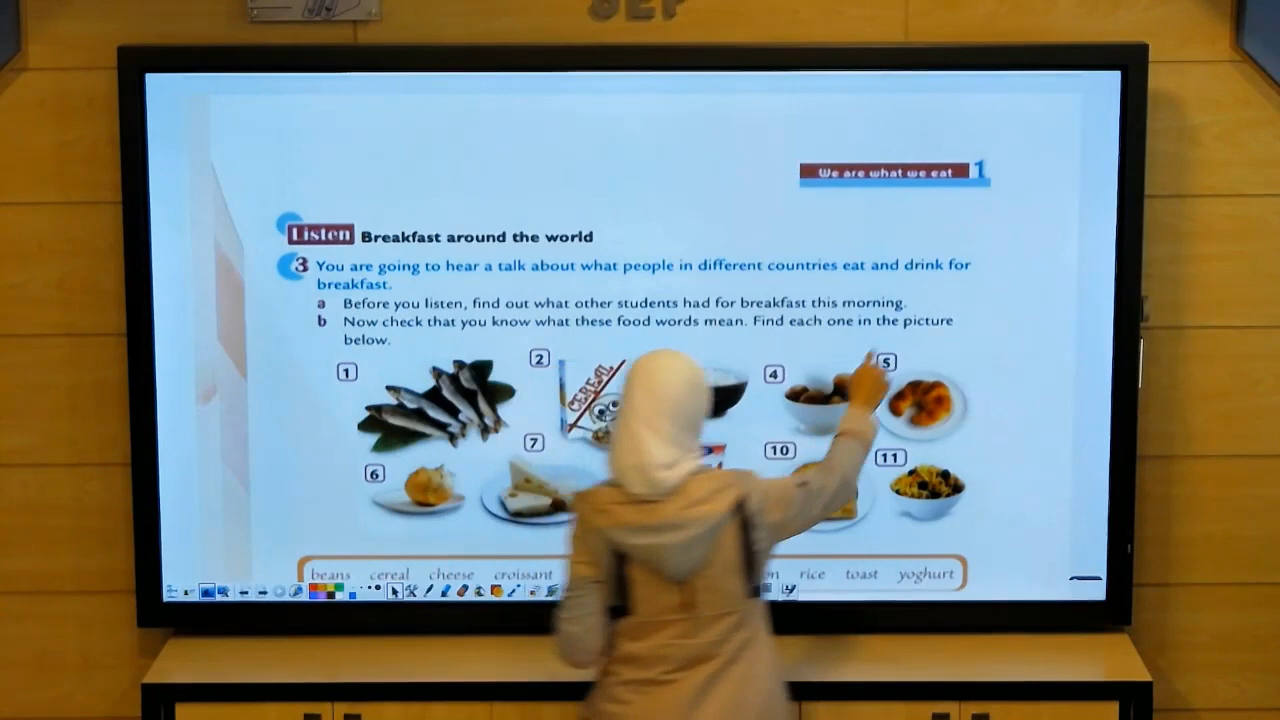 We are what we eat 1
Listen Breakfast around the world
3 You are going to hear a talk about what people in different countries eat and drink for
breakfast.
a Before you listen, find out what other students had for breakfast this morning.
b Now check that you know what these food words mean. Find each one in the picture
below.
1 2 4 5
CEREAL
6 7 10 11
beans cereal cheese croissant rice toast yoghurt